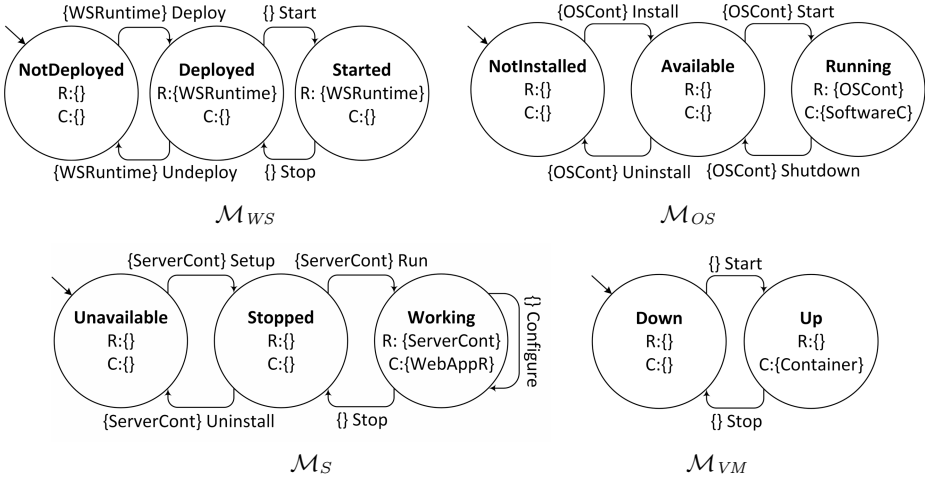 {WSRuntime} Deploy
{} Start
NotDeployed
R:{}
C:{}
Deployed
R:{WSRuntime}
C:{}
Started
R: {WSRuntime}
C:{}
{WSRuntime} Undeploy
{} Stop
M_WS
{OSCont} Install
{OSCont} Start
NotInstalled
R:{}
C:{}
Available
R:{}
C:{}
Running
R: {OSCont}
C:{SoftwareC}
{OSCont} Uninstall
{OSCont} Shutdown
M_OS
{ServerCont} Setup
{ServerCont} Run
Unavailable
R:{}
C:{}
Stopped
R:{}
C:{}
Working
R: {ServerCont}
C:{WebAppR}
{} Configure
{ServerCont} Uninstall
{} Stop
M_S
{} Start
Down
R:{}
C:{}
Up
R:{}
C:{Container}
{} Stop
M_VM